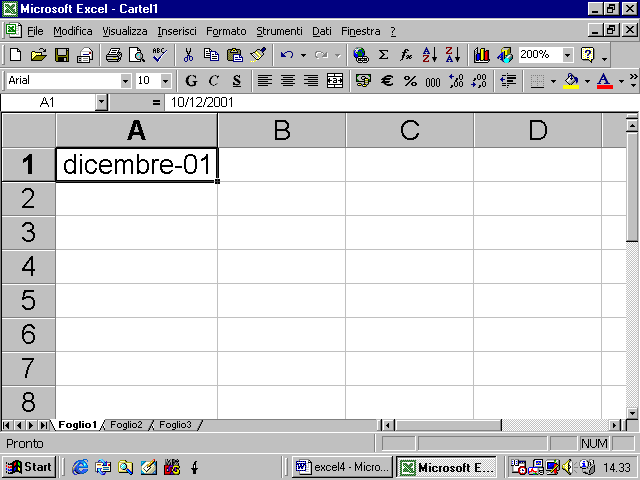 Microsoft Excel - Cartel1
File Modifica Visualizza Inserisci Formato Strumenti Dati Finestra ?
ABC Σ A Z Z A 200% ?
Arial 10 G C S € % 000 A
A1 = 10/12/2001
A B C D
1 dicembre-01
2
3
4
5
6
7
8
Foglio1 Foglio2 Foglio3
Pronto NUM
Start excel4 - Micro... Microsoft E... 14.33